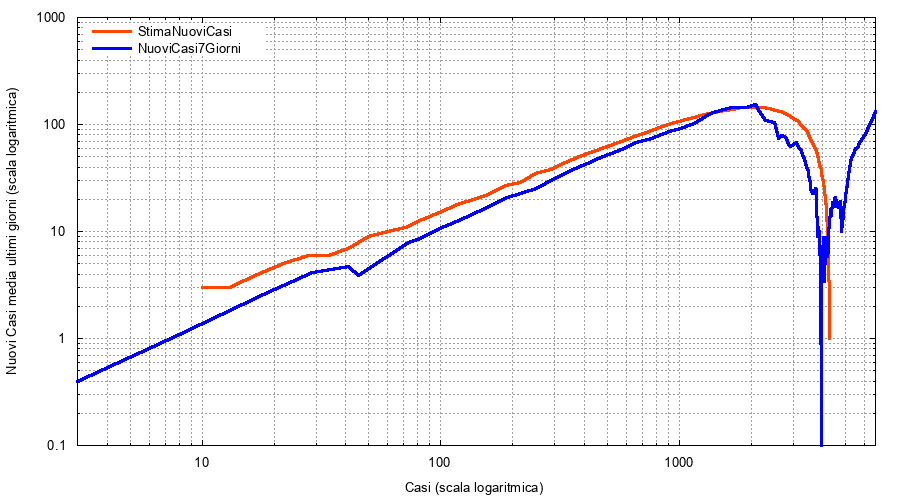 1000
100
10
1
0.1
StimaNuoviCasi
NuoviCasi7Giorni
Nuovi Casi media ultimi giorni (scala logaritmica)
10
100
1000
Casi (scala logaritmica)